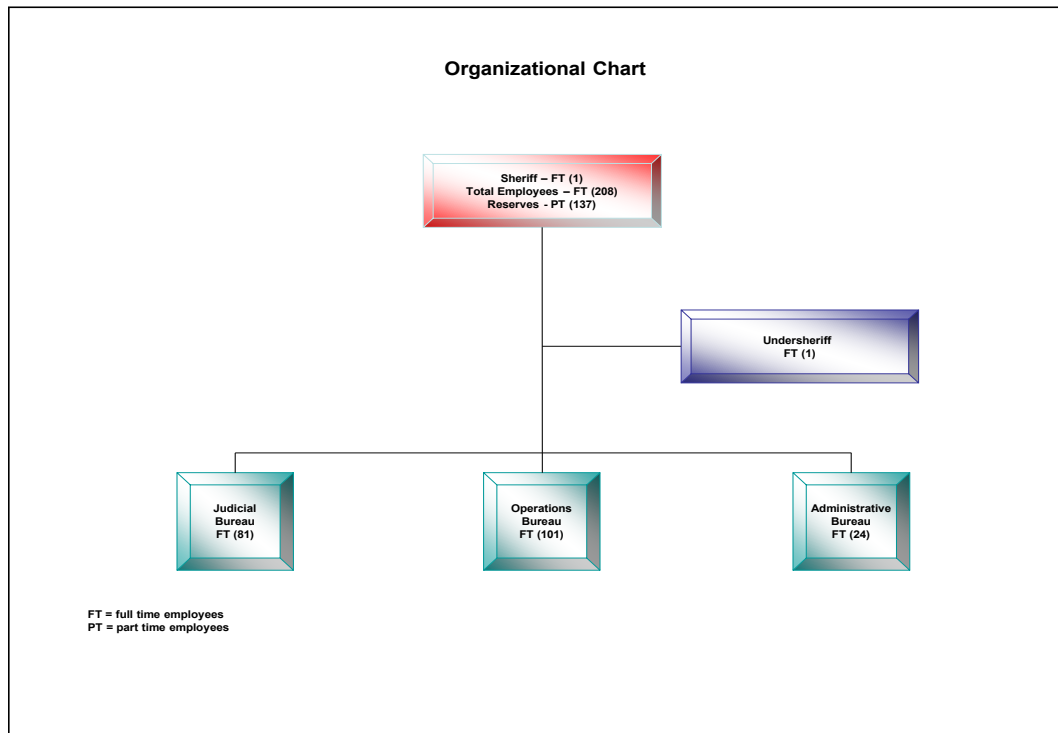 Organizational Chart
Sheriff – FT (1)
Total Employees – FT (208)
Reserves - PT (137)
Undersheriff
FT (1)
Judicial
Bureau
FT (81)
Operations
Bureau
FT (101)
Administrative
Bureau
FT (24)
FT = full time employees
PT = part time employees